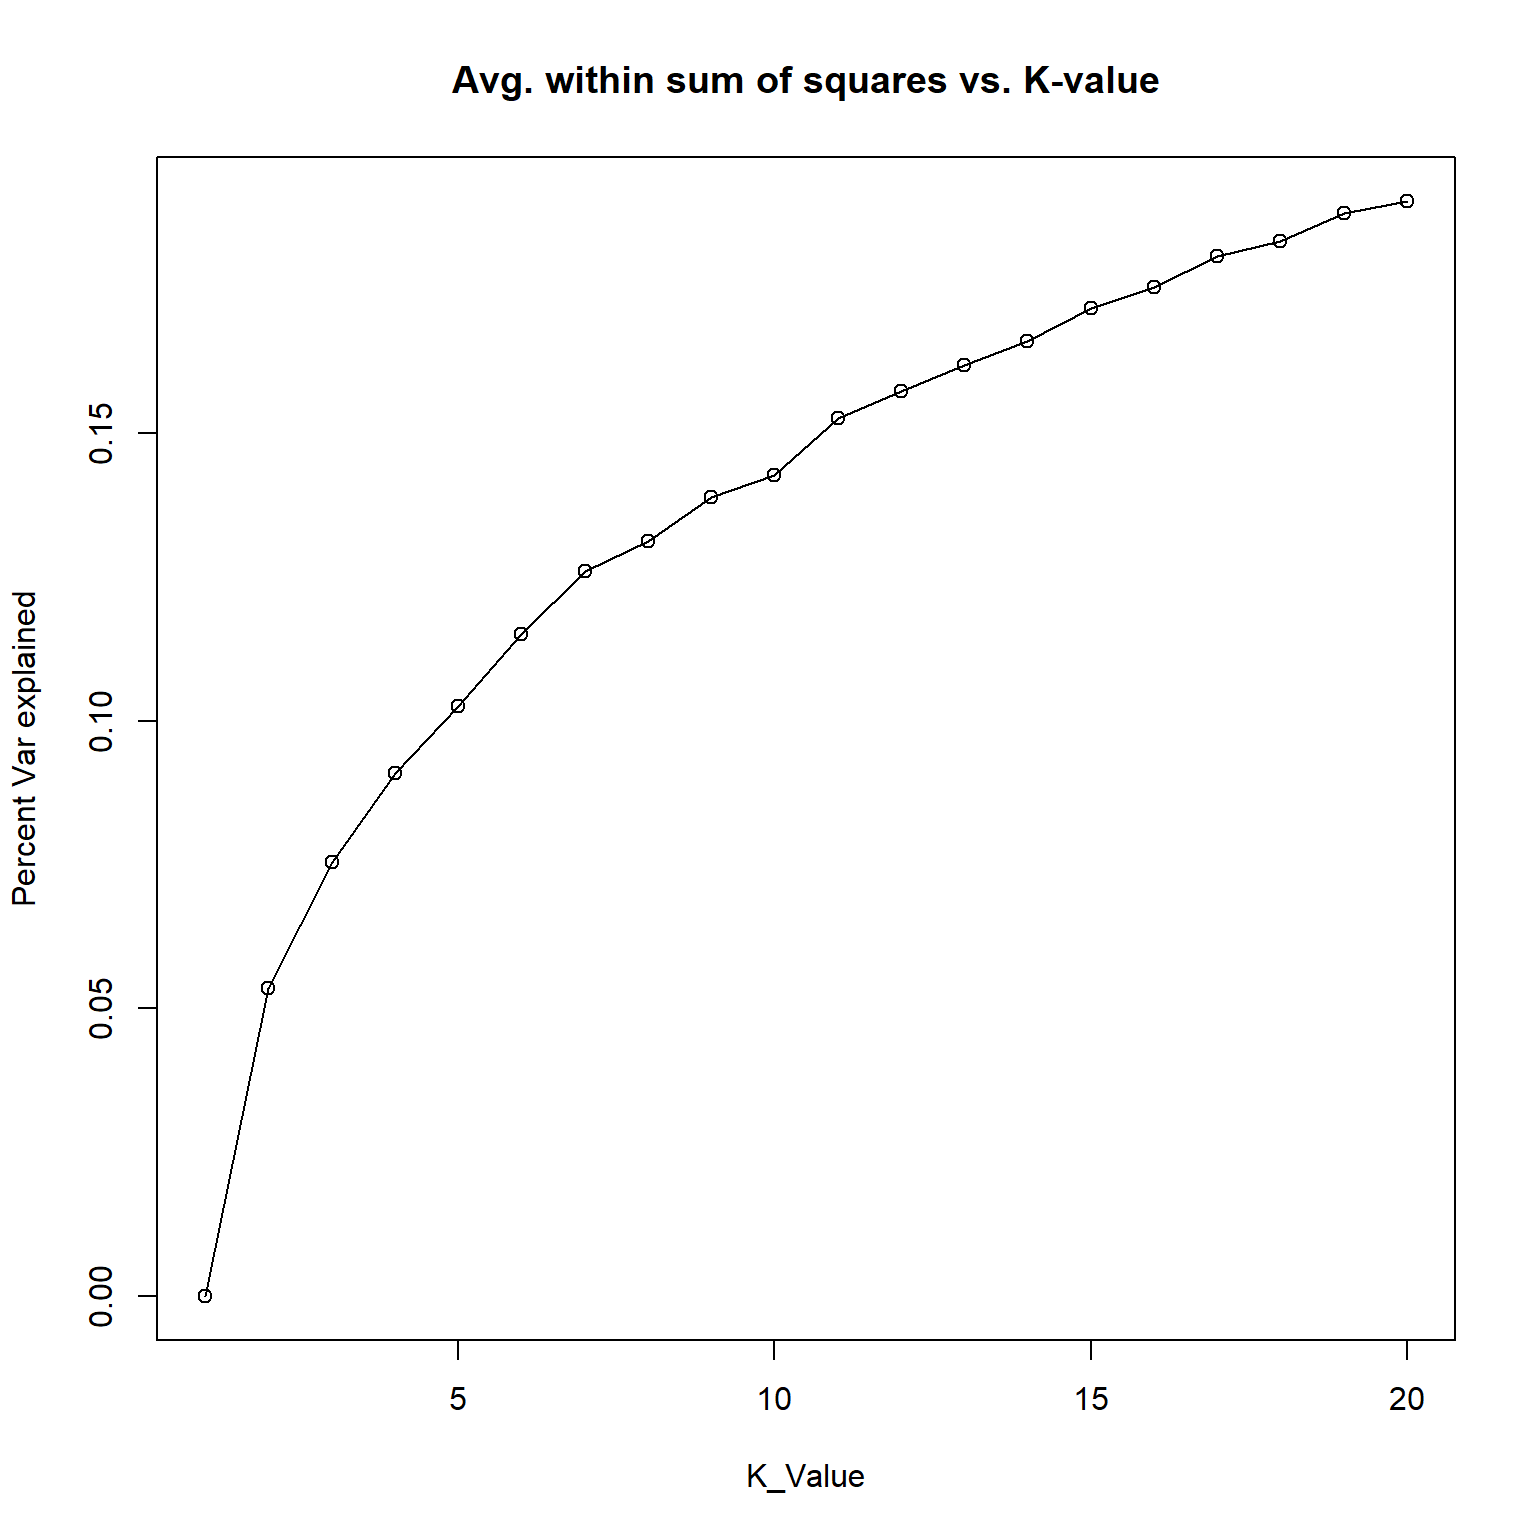 Avg. within sum of squares vs. K-value
Percent Var explained
0.15
0.10
0.05
0.00
5 10 15 20
K_Value